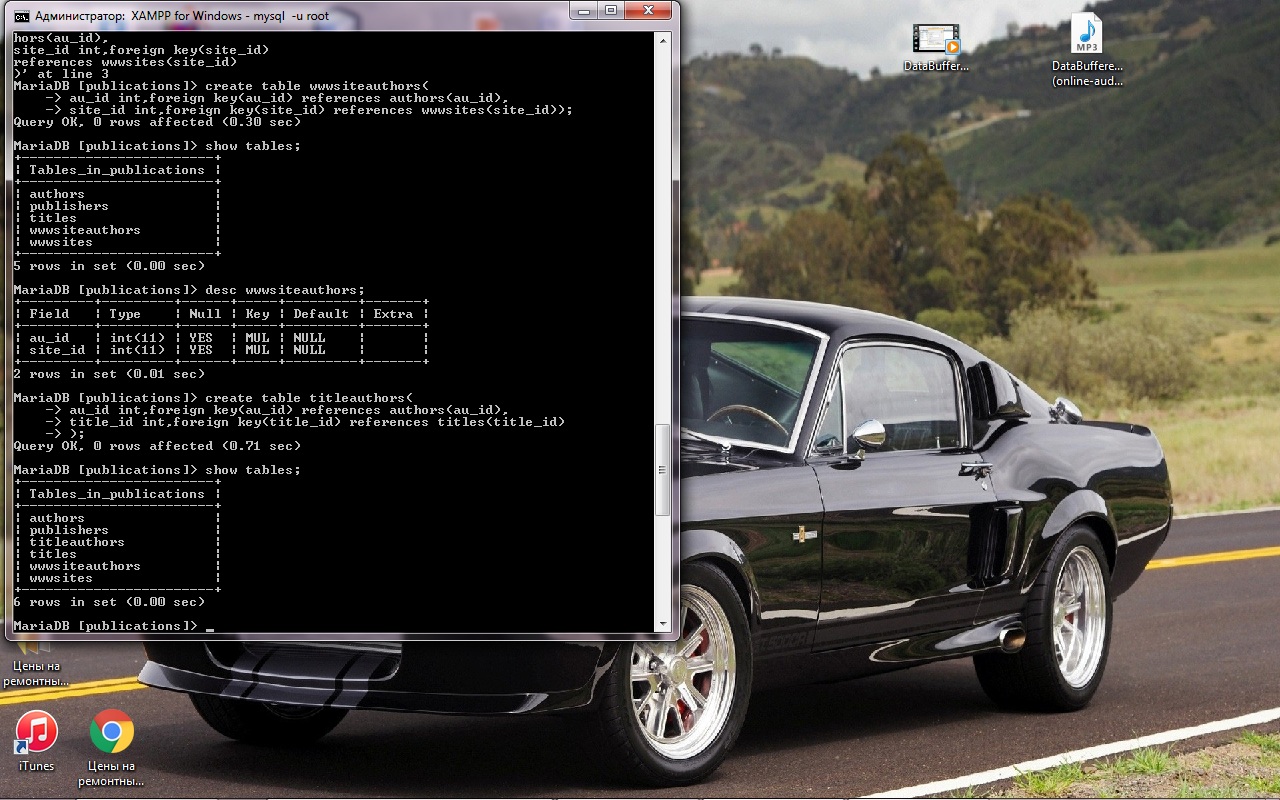 Администратор: XAMPP for Windows - mysql -u root
hors(au_id),
site_id int,foreign key(site_id)
references wwwsites(site_id)
)' at line 3
MariaDB [publications]> create table wwwsiteauthors(
    -> au_id int,foreign key(au_id) references authors(au_id),
    -> site_id int,foreign key(site_id) references wwwsites(site_id));
Query OK, 0 rows affected (0.30 sec)
MariaDB [publications]> show tables;
+------------------------+
| Tables_in_publications |
+------------------------+
| authors                |
| publishers             |
| titles                 |
| wwwsiteauthors         |
| wwwsites               |
+------------------------+
5 rows in set (0.00 sec)
MariaDB [publications]> desc wwwsiteauthors;
+---------+---------+------+-----+---------+-------+
| Field   | Type    | Null | Key | Default | Extra |
+---------+---------+------+-----+---------+-------+
| au_id   | int(11) | YES  | MUL | NULL    |       |
| site_id | int(11) | YES  | MUL | NULL    |       |
+---------+---------+------+-----+---------+-------+
2 rows in set (0.01 sec)
MariaDB [publications]> create table titleauthors(
    -> au_id int,foreign key(au_id) references authors(au_id),
    -> title_id int,foreign key(title_id) references titles(title_id)
    -> );
Query OK, 0 rows affected (0.71 sec)
MariaDB [publications]> show tables;
+------------------------+
| Tables_in_publications |
+------------------------+
| authors                |
| publishers             |
| titleauthors           |
| titles                 |
| wwwsiteauthors         |
| wwwsites               |
+------------------------+
6 rows in set (0.00 sec)
MariaDB [publications]> _
DataBuffer...
MP3
DataBuffere...
(online-aud...
Цены на
ремонтны...
iTunes
Цены на
ремонтны...